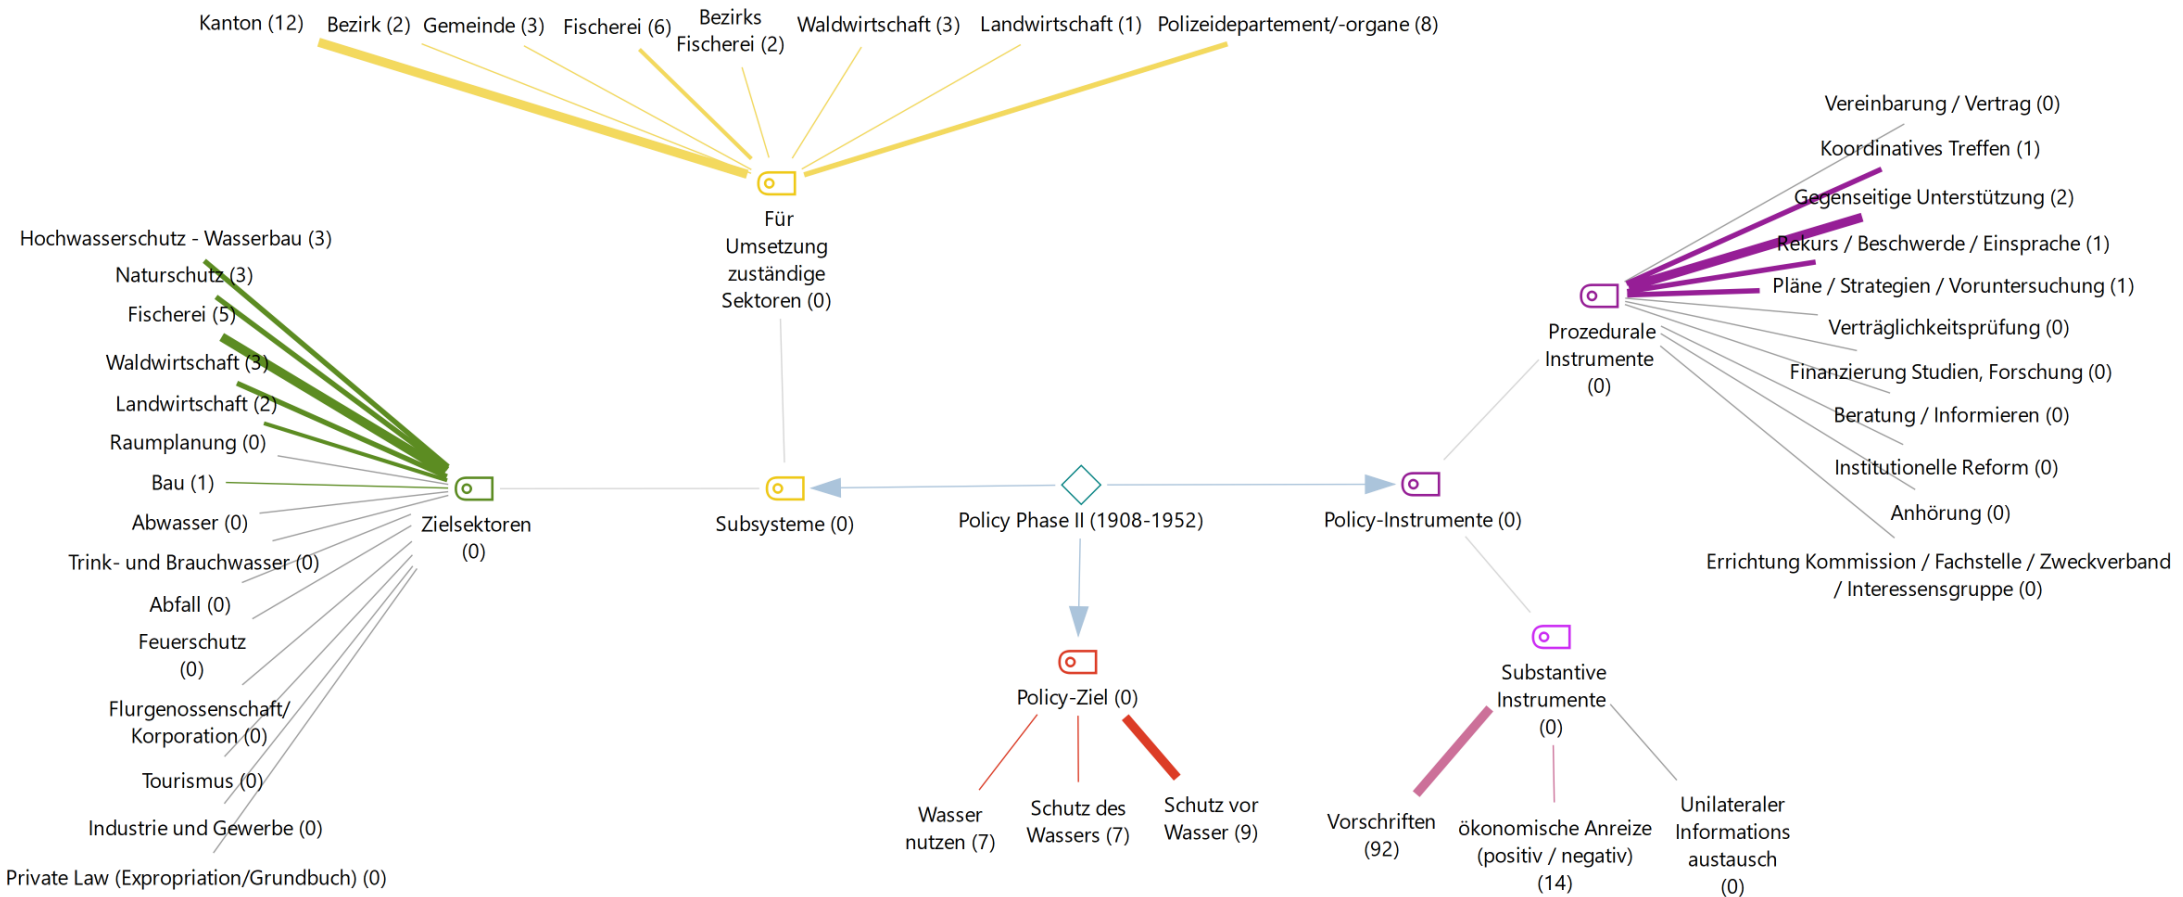 Kanton (12)
Bezirk (2)
Gemeinde (3)
Fischerei (6)
Bezirks
Fischerei (2)
Waldwirtschaft (3)
Landwirtschaft (1)
Polizeidepartement/-organe (8)
Für
Umsetzung
zuständige
Sektoren (0)
Hochwasserschutz - Wasserbau (3)
Naturschutz (3)
Fischerei (5)
Waldwirtschaft (3)
Landwirtschaft (2)
Raumplanung (0)
Bau (1)
Abwasser (0)
Trink- und Brauchwasser (0)
Abfall (0)
Feuerschutz
(0)
Flurgenossenschaft/
Korporation (0)
Tourismus (0)
Industrie und Gewerbe (0)
Private Law (Expropriation/Grundbuch) (0)
Zielsektoren
(0)
Subsysteme (0)
Policy Phase II (1908-1952)
Policy-Instrumente (0)
Policy-Ziel (0)
Wasser
nutzen (7)
Schutz des
Wassers (7)
Schutz vor
Wasser (9)
Prozedurale
Instrumente
(0)
Vereinbarung / Vertrag (0)
Koordinatives Treffen (1)
Gegenseitige Unterstützung (2)
Rekurs / Beschwerde / Einsprache (1)
Pläne / Strategien / Voruntersuchung (1)
Verträglichkeitsprüfung (0)
Finanzierung Studien, Forschung (0)
Beratung / Informieren (0)
Institutionelle Reform (0)
Anhörung (0)
Errichtung Kommission / Fachstelle / Zweckverband
/ Interessensgruppe (0)
Substantive
Instrumente
(0)
Vorschriften
(92)
ökonomische Anreize
(positiv / negativ)
(14)
Unilateraler
Informations
austausch
(0)